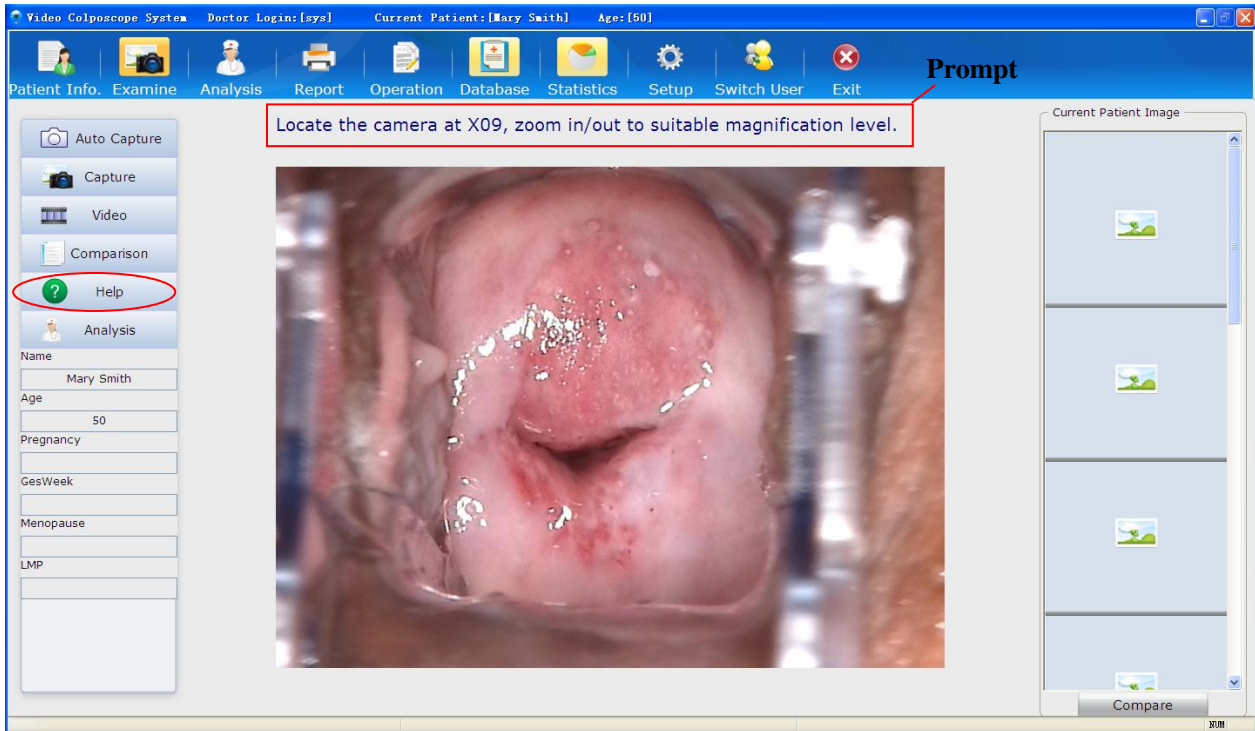 Video Colposcope System Doctor Login:[sys] Current Patient:[Mary Smith] Age:[50]
Patient Info. Examine Analysis Report Operation Database Statistics Setup Switch User Exit
Prompt
Locate the camera at X09, zoom in/out to suitable magnification level.
Current Patient Image
Auto Capture
Capture
Video
Comparison
? Help
Analysis
Name
Mary Smith
Age
50
Pregnancy
GesWeek
Menopause
LMP
Compare
NUM